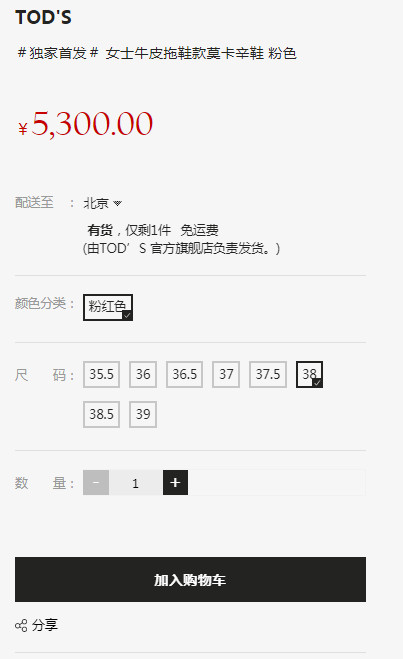 TOD'S
＃独家首发＃ 女士牛皮拖鞋款莫卡辛鞋 粉色
¥5,300.00
配送至 ： 北京
有货，仅剩1件 免运费
(由TOD’S 官方旗舰店负责发货。)
颜色分类： 粉红色
尺 码： 35.5 36 36.5 37 37.5 38
38.5 39
数 量： - 1 +
加入购物车
分享